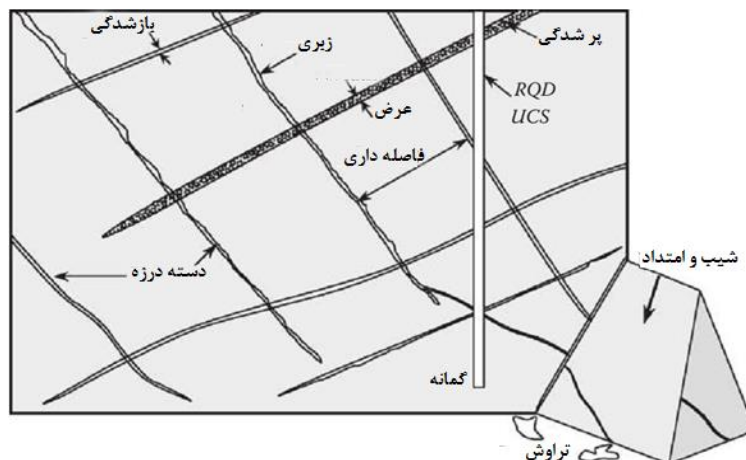 بازشدگی
زبری
پر شدگی
عرض
RQD
UCS
فاصله داری
دسته درزه
شیب و امتداد:
گمانه
تراوش